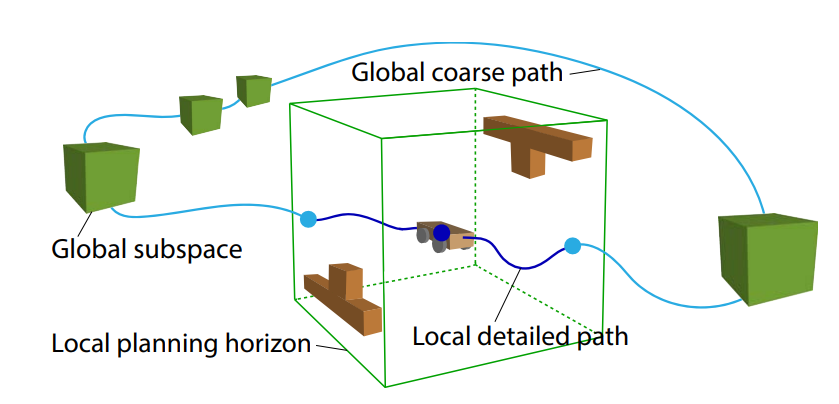 Global coarse path
Global subspace
Local planning horizon
Local detailed path